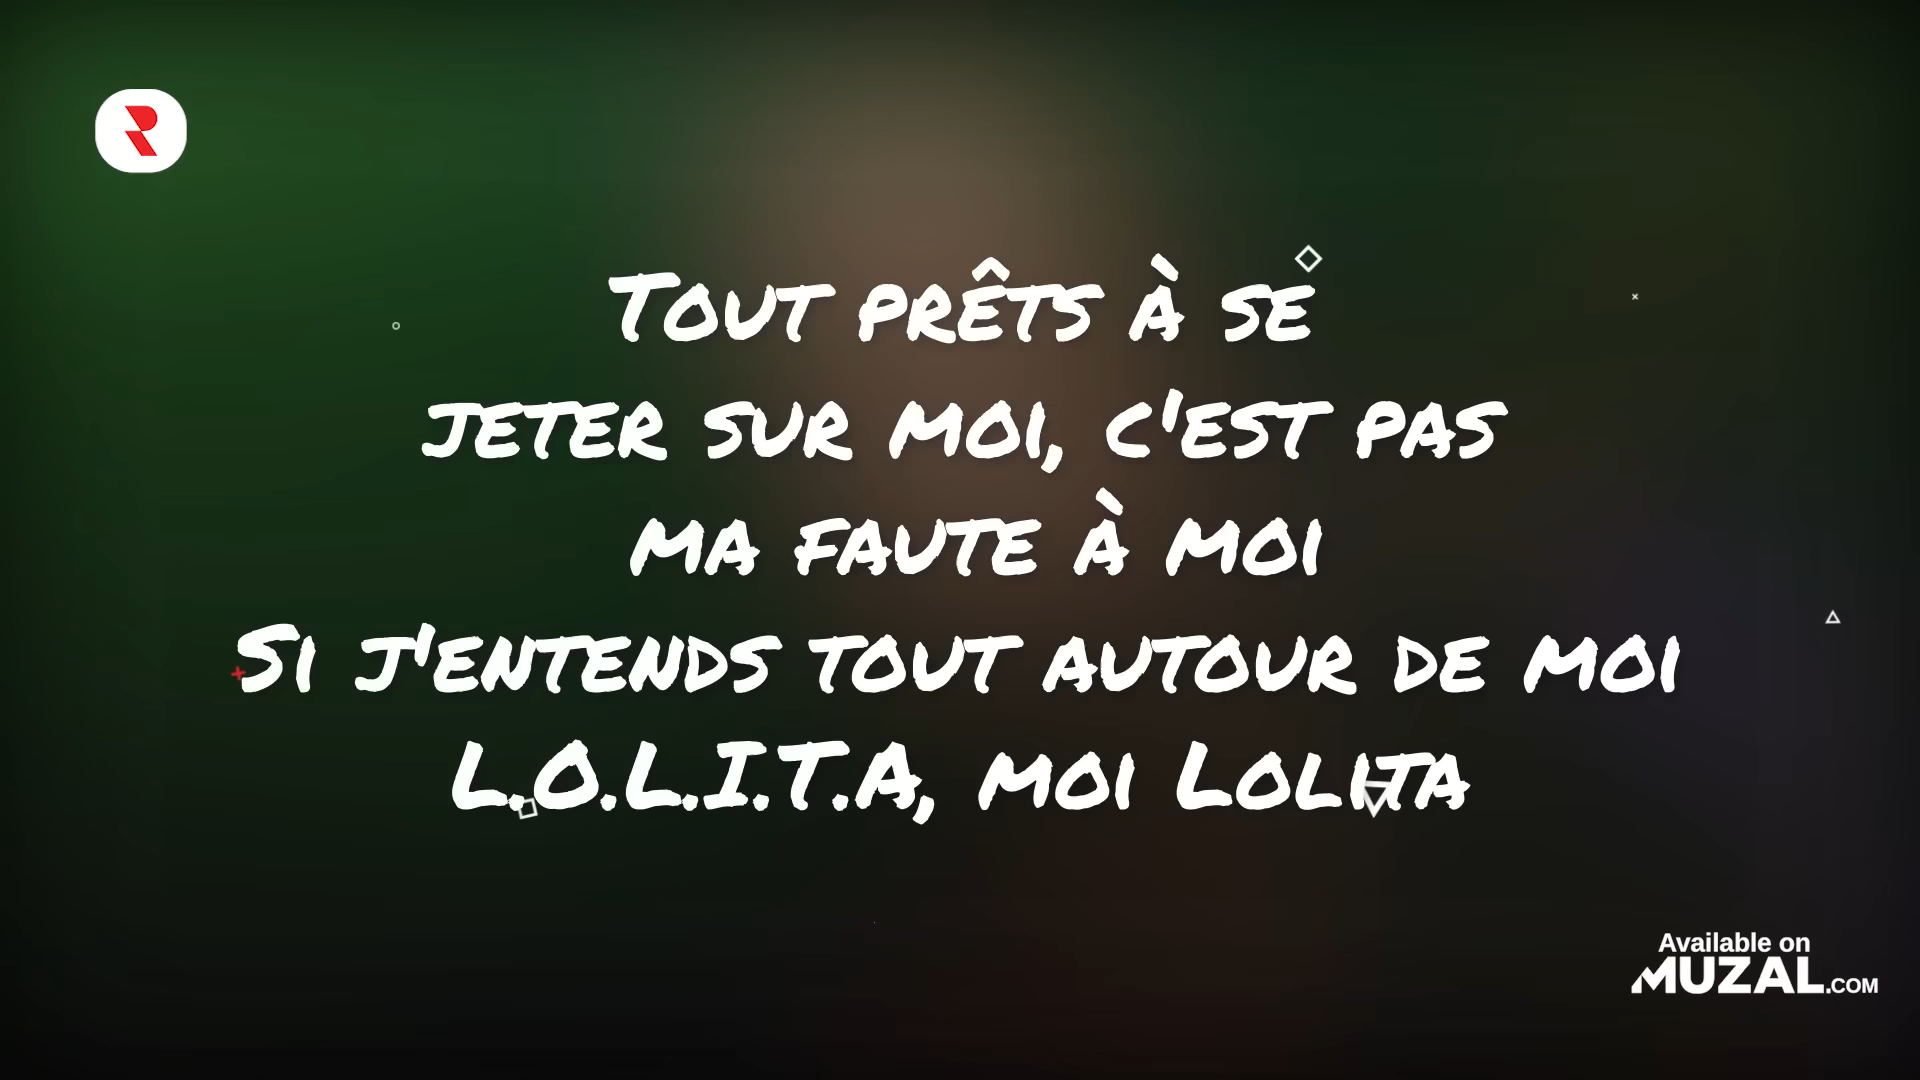 Tout prêts à se
jeter sur moi, c'est pas
ma faute à moi
Si j'entends tout autour de moi
L.O.L.I.T.A, moi Lolita
Available on
MUZAL.COM